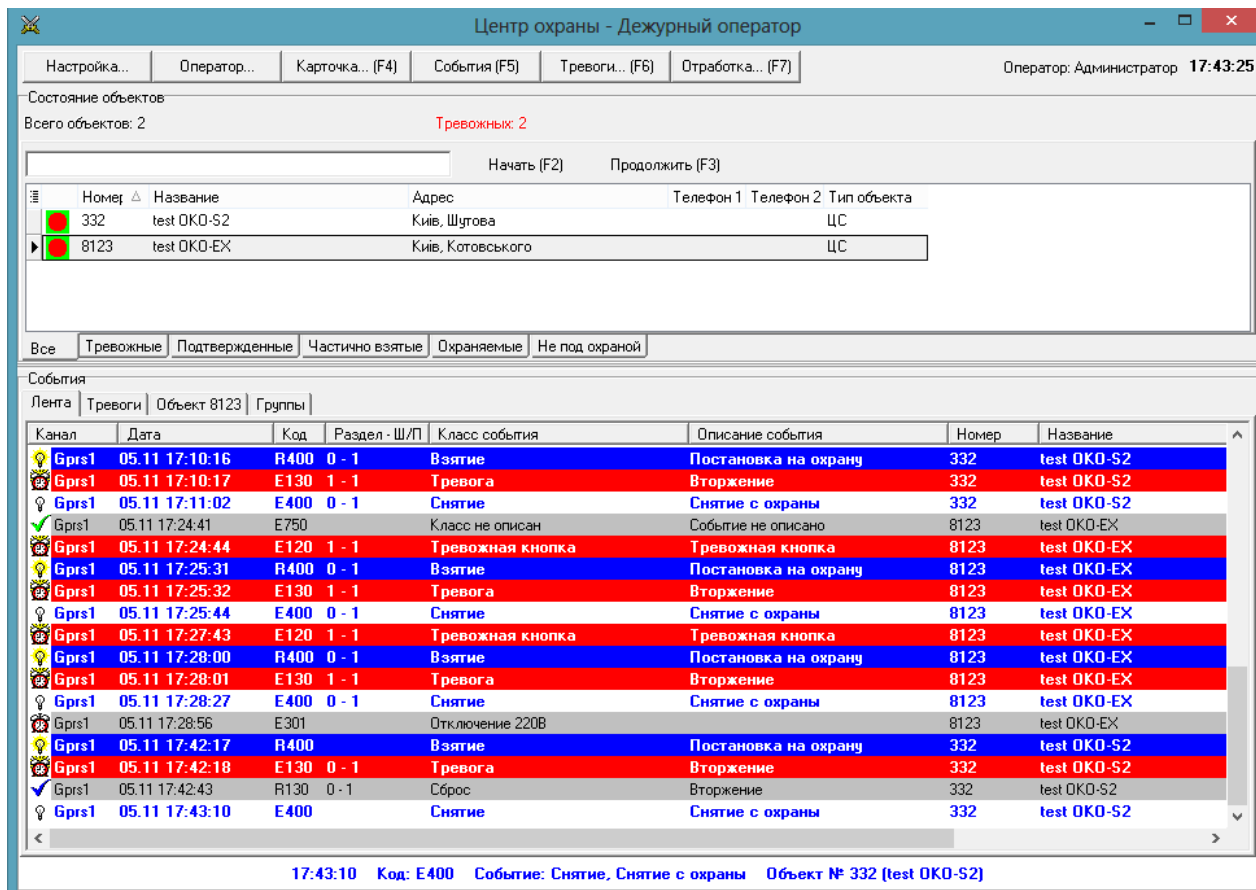 Центр охраны - Дежурный оператор
Настройка... Оператор... Карточка... (F4) События (F5) Тревоги... (F6) Отработка... (F7) Оператор: Администратор 17:43:25
Состояние объектов
Всего объектов: 2 Тревожных: 2
Начать (F2) Продолжить (F3)
Номер Название Адрес Телефон 1 Телефон 2 Тип объекта
332 test OKO-S2 Київ, Шутова ЦС
8123 test OKO-EX Київ, Котовського ЦС
Все Тревожные Подтвержденные Частично взятые Охраняемые Не под охраной
События
Лента Тревоги Объект 8123 Группы
Канал Дата Код Раздел - Ш/П Класс события Описание события Номер Название
Gprs1 05.11 17:10:16 R400 0 - 1 Взятие Постановка на охрану 332 test OKO-S2
Gprs1 05.11 17:10:17 E130 1 - 1 Тревога Вторжение 332 test OKO-S2
Gprs1 05.11 17:11:02 E400 0 - 1 Снятие Снятие с охраны 332 test OKO-S2
Gprs1 05.11 17:24:41 E750 Класс не описан Событие не описано 8123 test OKO-EX
Gprs1 05.11 17:24:44 E120 1 - 1 Тревожная кнопка Тревожная кнопка 8123 test OKO-EX
Gprs1 05.11 17:25:31 R400 0 - 1 Взятие Постановка на охрану 8123 test OKO-EX
Gprs1 05.11 17:25:32 E130 1 - 1 Тревога Вторжение 8123 test OKO-EX
Gprs1 05.11 17:25:44 E400 0 - 1 Снятие Снятие с охраны 8123 test OKO-EX
Gprs1 05.11 17:27:43 E120 1 - 1 Тревожная кнопка Тревожная кнопка 8123 test OKO-EX
Gprs1 05.11 17:28:00 R400 0 - 1 Взятие Постановка на охрану 8123 test OKO-EX
Gprs1 05.11 17:28:01 E130 1 - 1 Тревога Вторжение 8123 test OKO-EX
Gprs1 05.11 17:28:27 E400 0 - 1 Снятие Снятие с охраны 8123 test OKO-EX
Gprs1 05.11 17:28:56 E301 Отключение 220В 8123 test OKO-EX
Gprs1 05.11 17:42:17 R400 Взятие Постановка на охрану 332 test OKO-S2
Gprs1 05.11 17:42:18 E130 0 - 1 Тревога Вторжение 332 test OKO-S2
Gprs1 05.11 17:42:43 R130 0 - 1 Сброс Вторжение 332 test OKO-S2
Gprs1 05.11 17:43:10 E400 Снятие Снятие с охраны 332 test OKO-S2
17:43:10 Код: E400 Событие: Снятие, Снятие с охраны Объект № 332 (test OKO-S2)